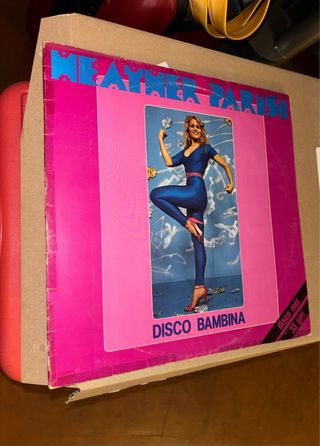 HEATHER PARISI
DISCO BAMBINA
disco mix
33 giri